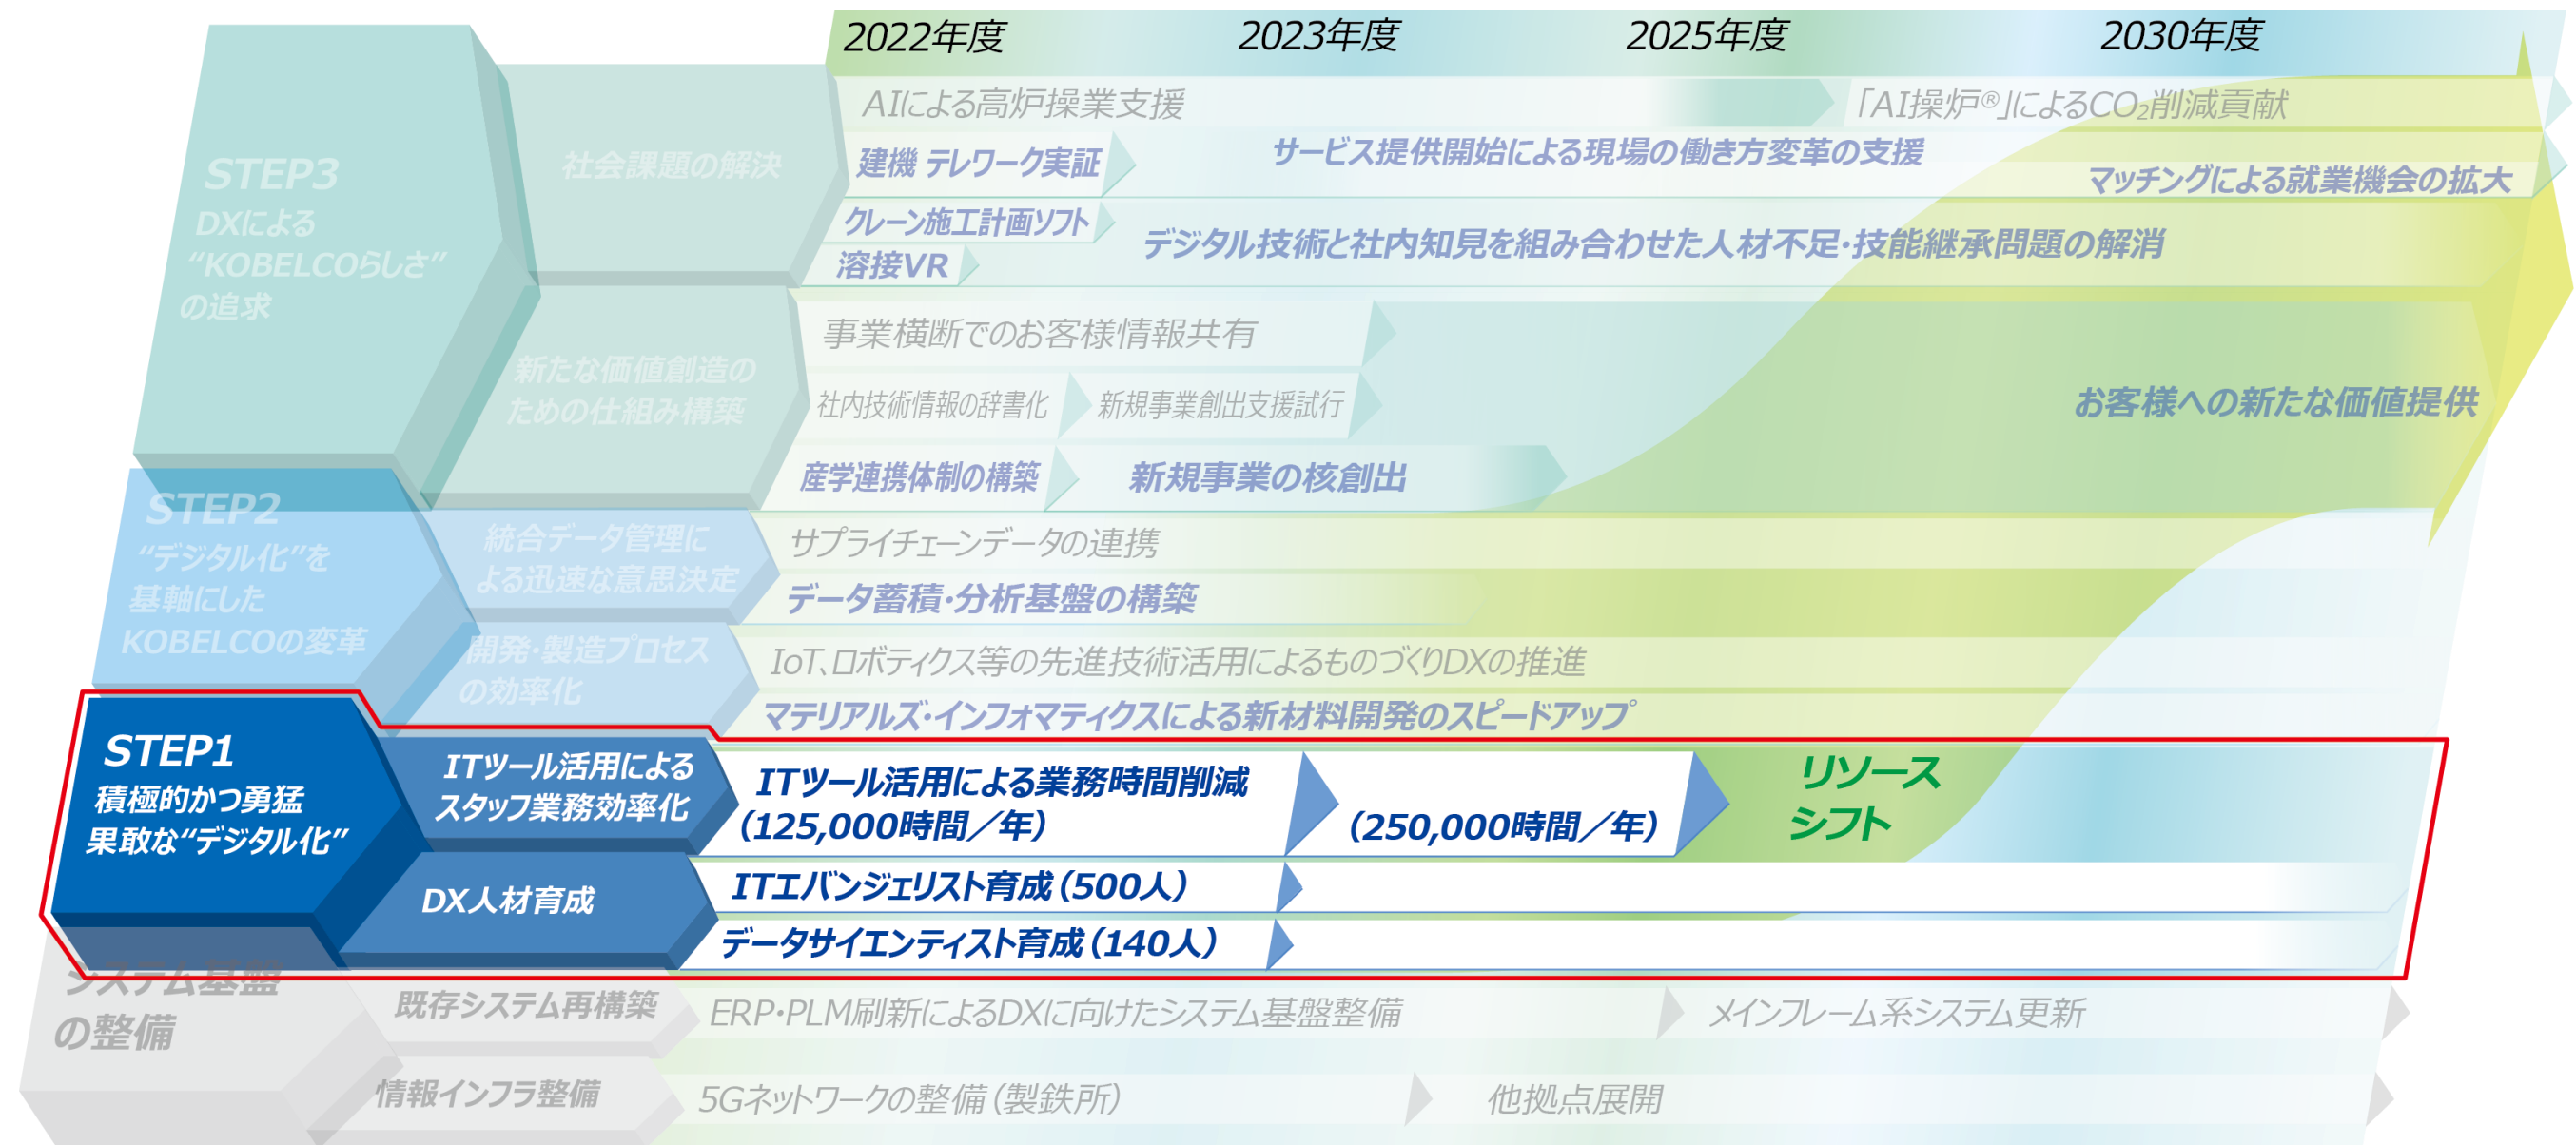 2022年度
2023年度
2025年度
2030年度
STEP3
DXによる
“KOBELCOらしさ”
の追求
社会課題の解決
AIによる高炉操業支援
「AI操炉®」によるCO₂削減貢献
建機 テレワーク実証
サービス提供開始による現場の働き方変革の支援
マッチングによる就業機会の拡大
クレーン施工計画ソフト
溶接VR
デジタル技術と社内知見を組み合わせた人材不足・技能継承問題の解消
新たな価値創造の
ための仕組み構築
事業横断でのお客様情報共有
社内技術情報の辞書化
新規事業創出支援試行
お客様への新たな価値提供
産学連携体制の構築
新規事業の核創出
STEP2
“デジタル化”を
基軸にした
KOBELCOの変革
統合データ管理に
よる迅速な意思決定
サプライチェーンデータの連携
データ蓄積・分析基盤の構築
開発・製造プロセス
の効率化
IoT、ロボティクス等の先進技術活用によるものづくりDXの推進
マテリアルズ・インフォマティクスによる新材料開発のスピードアップ
STEP1
積極的かつ勇猛
果敢な“デジタル化”
ITツール活用による
スタッフ業務効率化
ITツール活用による業務時間削減
（125,000時間／年）
（250,000時間／年）
リソース
シフト
DX人材育成
ITエバンジェリスト育成（500人）
データサイエンティスト育成（140人）
システム基盤
の整備
既存システム再構築
ERP・PLM刷新によるDXに向けたシステム基盤整備
メインフレーム系システム更新
情報インフラ整備
5Gネットワークの整備（製鉄所）
他拠点展開